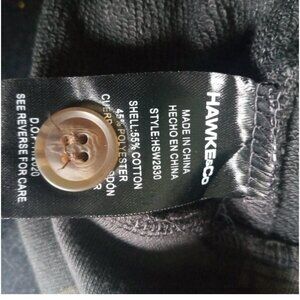 HAWKE&Co
MADE IN CHINA
HECHO EN CHINA
STYLE:HSW2830
SHELL: 55% COTTON
45% POLYESTER
SEE REVERSE FOR CARE